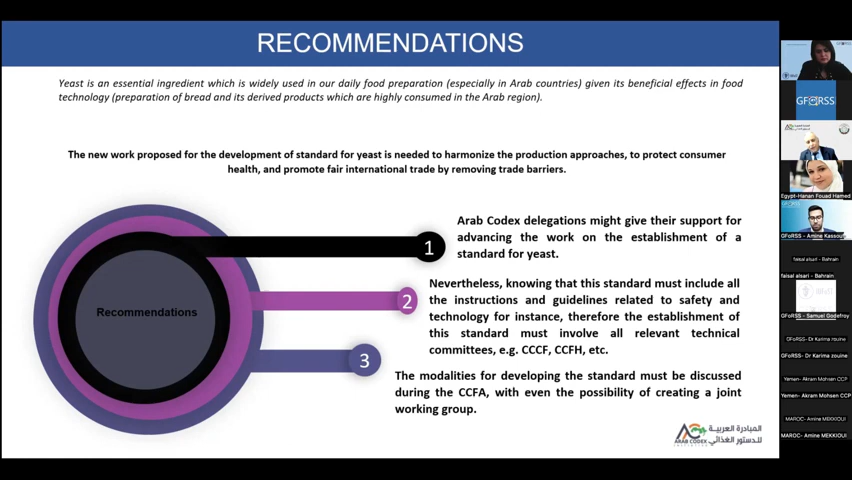 RECOMMENDATIONS
Yeast is an essential ingredient which is widely used in our daily food preparation (especially in Arab countries) given its beneficial effects in food
technology (preparation of bread and its derived products which are highly consumed in the Arab region).
The new work proposed for the development of standard for yeast is needed to harmonize the production approaches, to protect consumer
health, and promote fair international trade by removing trade barriers.
Recommendations
1
Arab Codex delegations might give their support for
advancing the work on the establishment of a
standard for yeast.
2
Nevertheless, knowing that this standard must include all
the instructions and guidelines related to safety and
technology for instance, therefore the establishment of
this standard must involve all relevant technical
committees, e.g. CCCF, CCFH, etc.
3
The modalities for developing the standard must be discussed
during the CCFA, with even the possibility of creating a joint
working group.
المبادرة العربية
للدستور الغذائي
ARAB CODEX
GFoRSS
Egypt-Hanan Fouad Hamed
GFoRSS - Amine Kassouf
faisal alsari - Bahrain
faisal alsari - Bahrain
GFoRSS - Samuel Godefroy
GFoRSS- Dr Karima zouine
GFoRSS- Dr Karima zouine
Yemen- Akram Mohsen CCP
Yemen- Akram Mohsen CCP
MAROC- Amine MEKKIOUI
MAROC- Amine MEKKIOUI